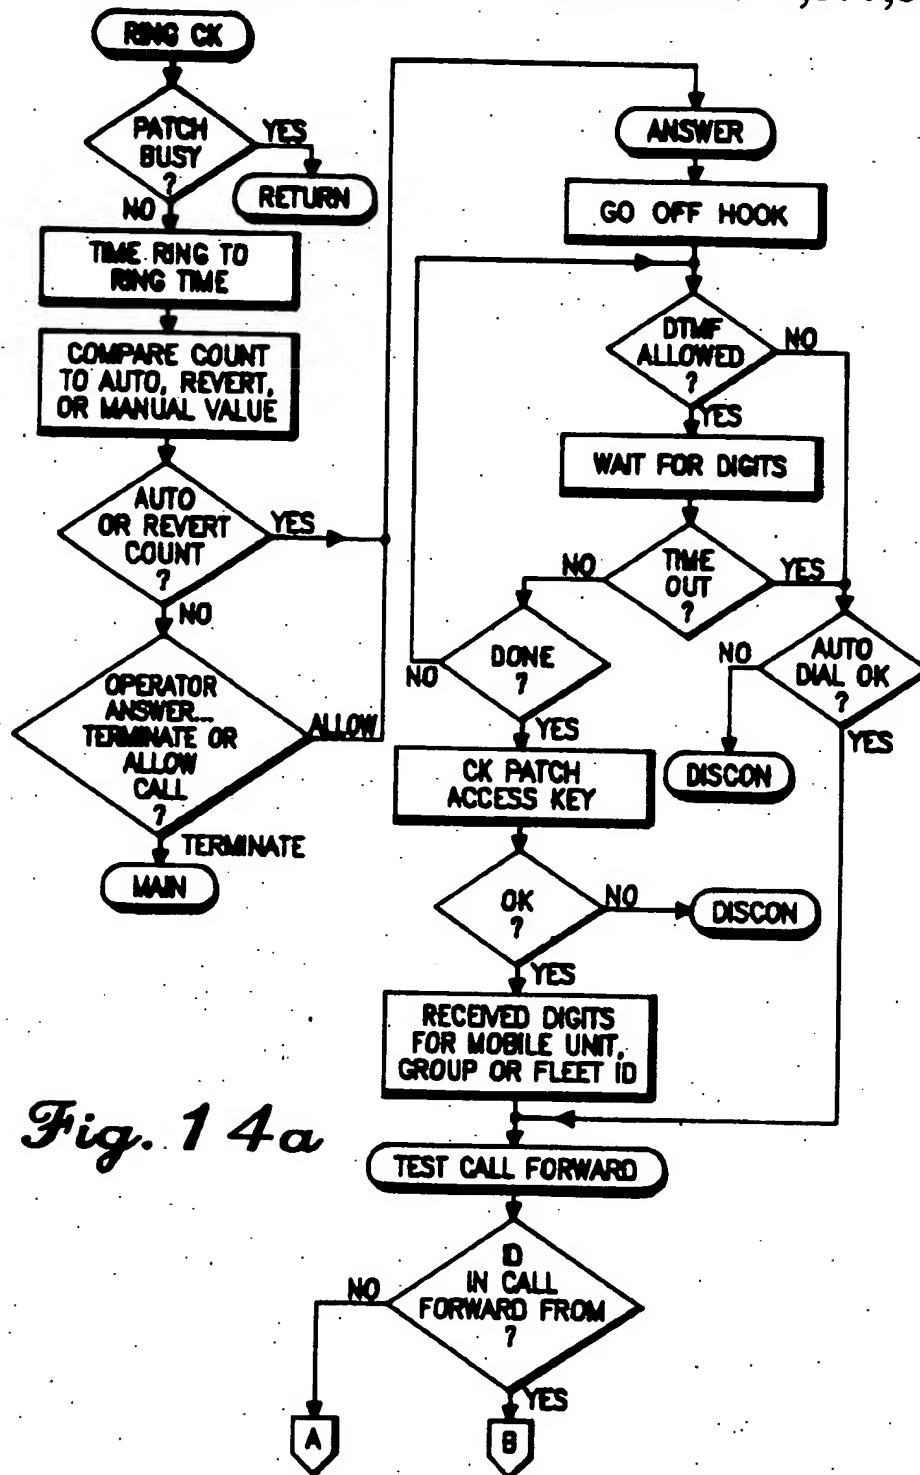 RING CK
PATCH
BUSY
?
YES
RETURN
NO
TIME RING TO
RING TIME
COMPARE COUNT
TO AUTO, REVERT,
OR MANUAL VALUE
AUTO
OR REVERT
COUNT
?
YES
NO
OPERATOR
ANSWER...
TERMINATE OR
ALLOW
CALL
?
ALLOW
TERMINATE
MAIN
ANSWER
GO OFF HOOK
DTMF
ALLOWED
?
NO
YES
WAIT FOR DIGITS
TIME
OUT
?
NO
YES
DONE
?
NO
YES
AUTO
DIAL OK
?
NO
YES
DISCON
CK PATCH
ACCESS KEY
OK
?
NO
DISCON
YES
RECEIVED DIGITS
FOR MOBILE UNIT,
GROUP OR FLEET ID
TEST CALL FORWARD
ID
IN CALL
FORWARD FROM
?
NO
YES
A
B
Fig. 14a